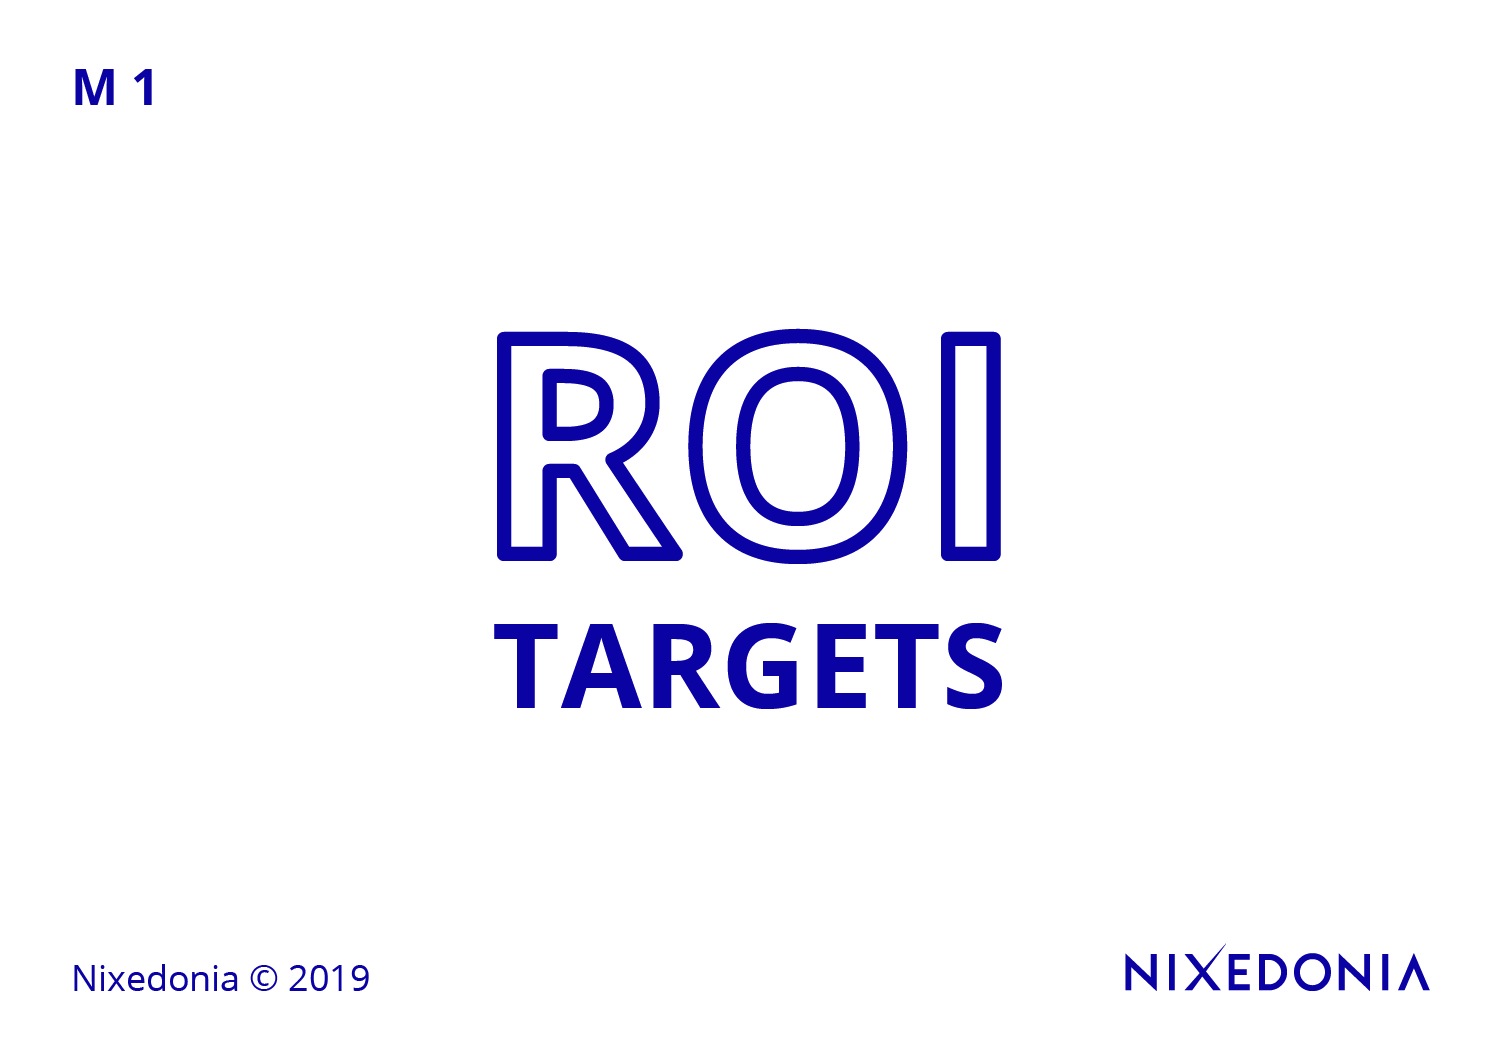 M 1
ROI
TARGETS
Nixedonia © 2019
NIXEDONIA